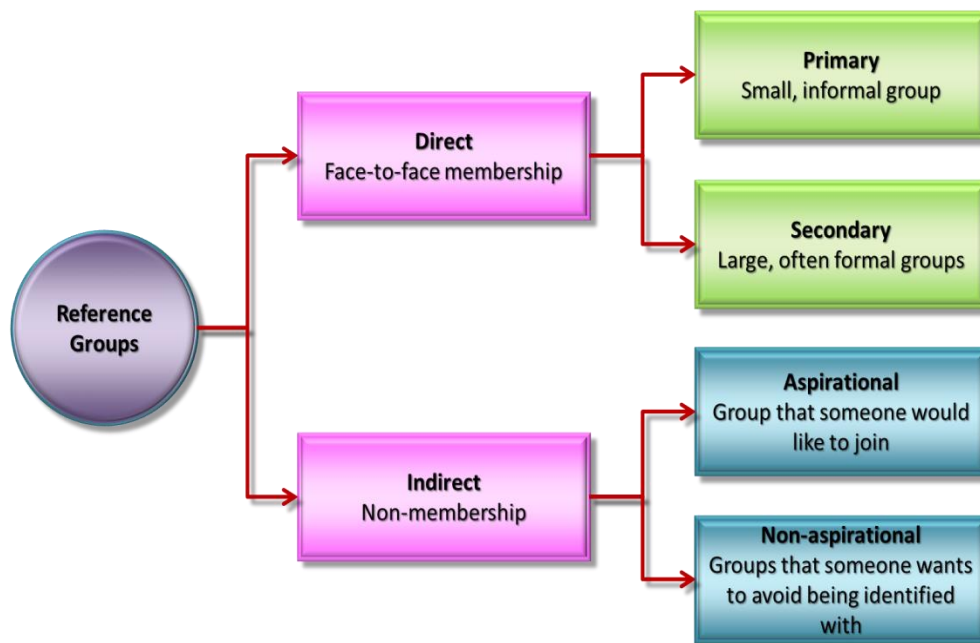 Reference
Groups
Direct
Face-to-face membership
Primary
Small, informal group
Secondary
Large, often formal groups
Indirect
Non-membership
Aspirational
Group that someone would
like to join
Non-aspirational
Groups that someone wants
to avoid being identified
with